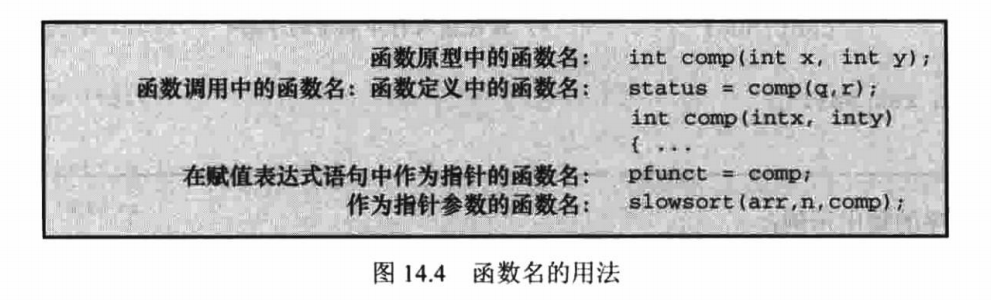 函数原型中的函数名： int comp(int x, int y);
函数调用中的函数名：函数定义中的函数名： status = comp(q,r);
int comp(intx, inty)
{ ...
在赋值表达式语句中作为指针的函数名： pfunct = comp;
作为指针参数的函数名： slowsort(arr,n,comp);
图 14.4 函数名的用法